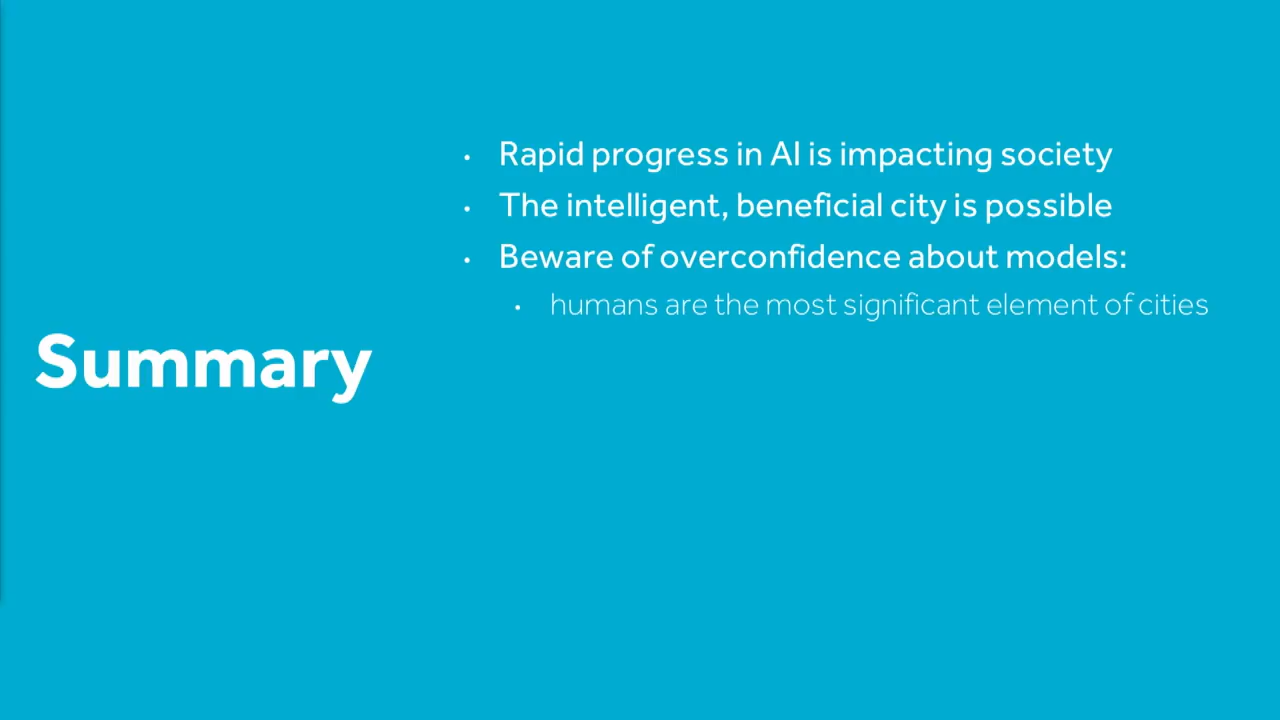 Summary
• Rapid progress in AI is impacting society
• The intelligent, beneficial city is possible
• Beware of overconfidence about models:
• humans are the most significant element of cities